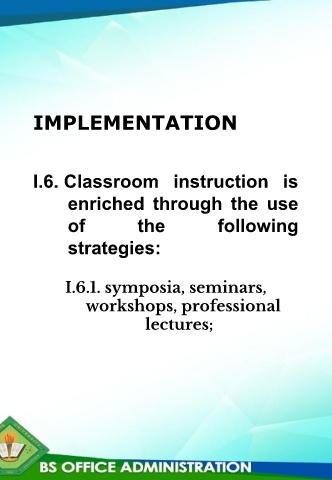 IMPLEMENTATION
I.6. Classroom instruction is
enriched through the use
of the following
strategies:
I.6.1. symposia, seminars,
workshops, professional
lectures;
BS OFFICE ADMINISTRATION